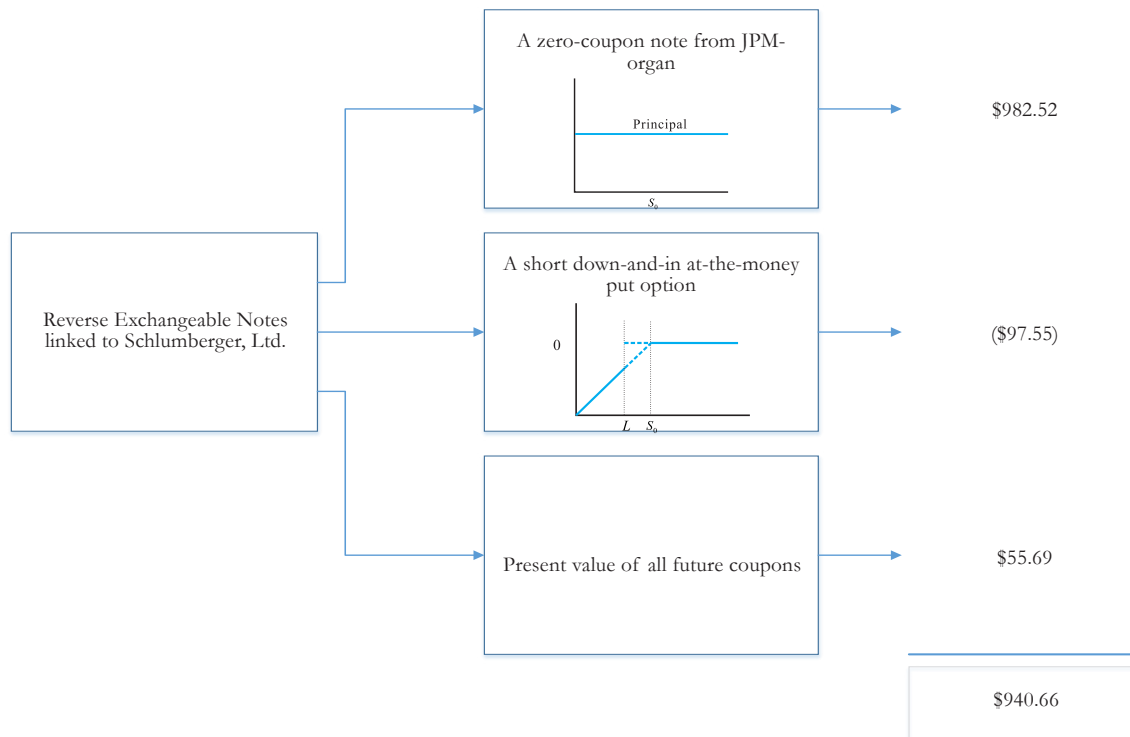 A zero-coupon note from JPM-
organ
Principal
S₀
$982.52
Reverse Exchangeable Notes
linked to Schlumberger, Ltd.
A short down-and-in at-the-money
put option
0
L S₀
($97.55)
Present value of all future coupons
$55.69
$940.66